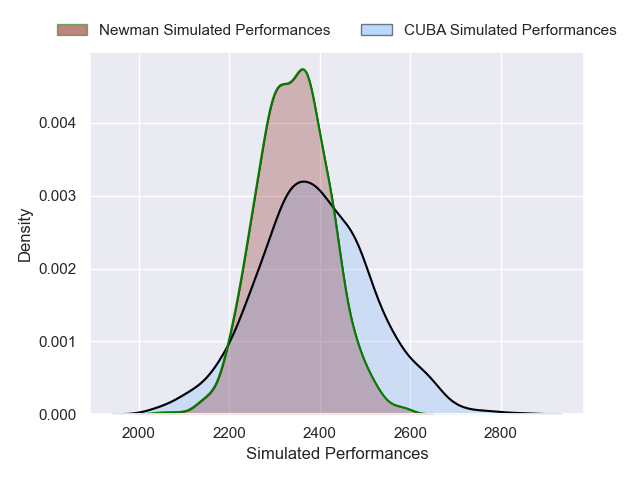 Newman Simulated Performances CUBA Simulated Performances
Density
0.004
0.003
0.002
0.001
0.000
2000 2200 2400 2600 2800
Simulated Performances